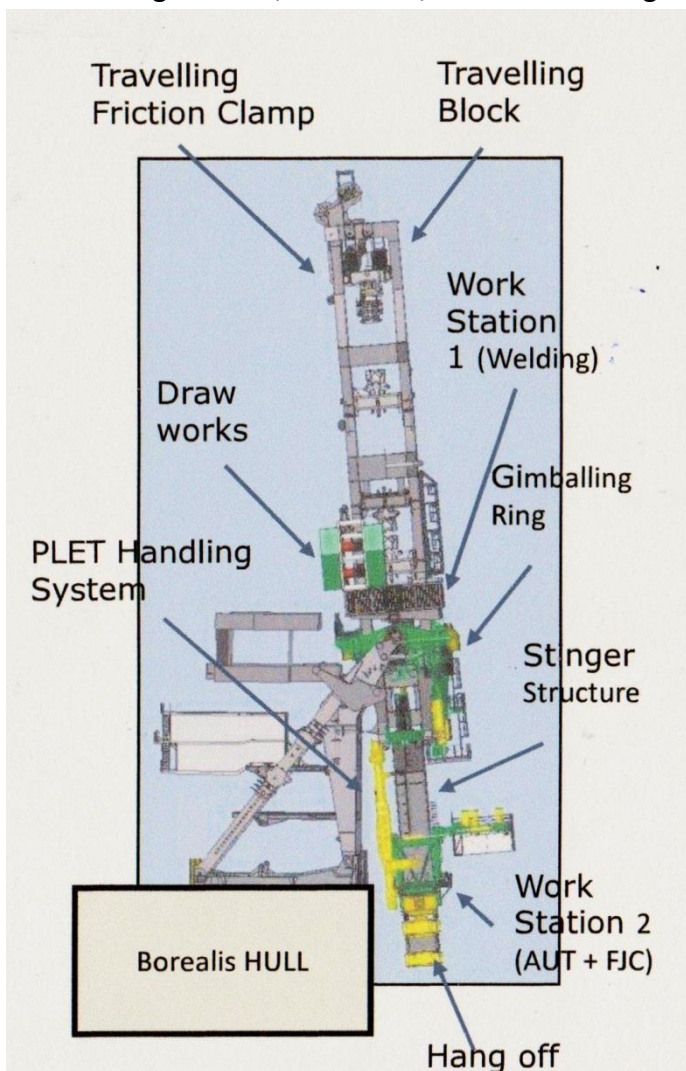 Travelling
Friction Clamp
Travelling
Block
Work
Station
1 (Welding)
Draw
works
Gimballing
Ring
PLET Handling
System
Stinger
Structure
Work
Station 2
(AUT + FJC)
Borealis HULL
Hang off